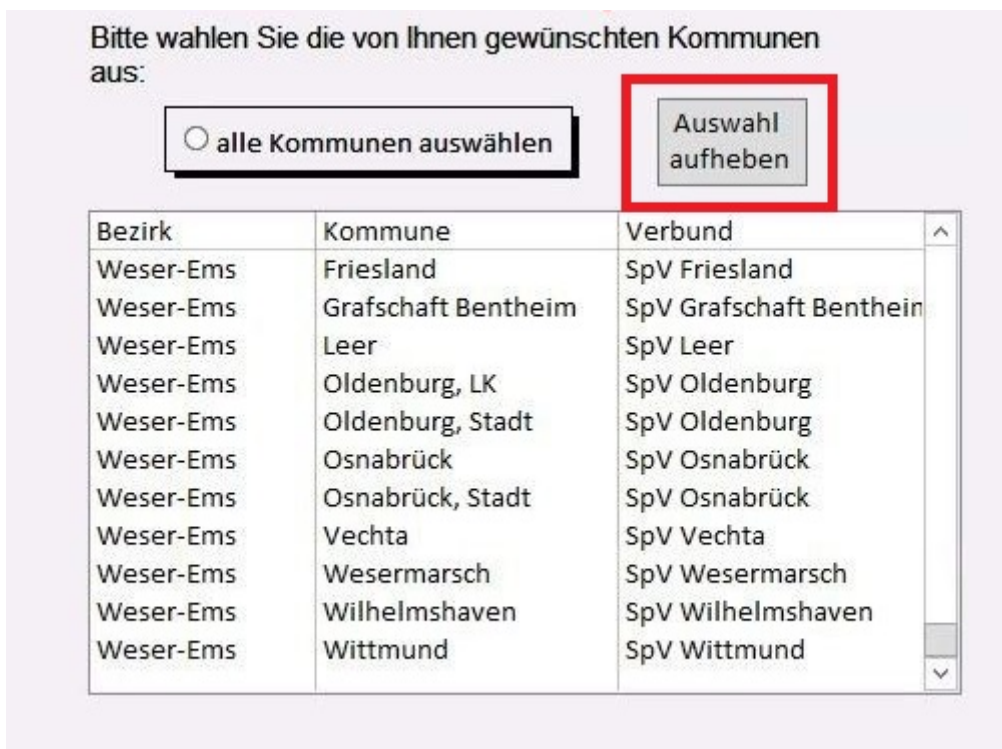 Bitte wahlen Sie die von Ihnen gewünschten Kommunen
aus:
alle Kommunen auswählen
Auswahl
aufheben
Bezirk Kommune Verbund
Weser-Ems Friesland SpV Friesland
Weser-Ems Grafschaft Bentheim SpV Grafschaft Bentheim
Weser-Ems Leer SpV Leer
Weser-Ems Oldenburg, LK SpV Oldenburg
Weser-Ems Oldenburg, Stadt SpV Oldenburg
Weser-Ems Osnabrück SpV Osnabrück
Weser-Ems Osnabrück, Stadt SpV Osnabrück
Weser-Ems Vechta SpV Vechta
Weser-Ems Wesermarsch SpV Wesermarsch
Weser-Ems Wilhelmshaven SpV Wilhelmshaven
Weser-Ems Wittmund SpV Wittmund